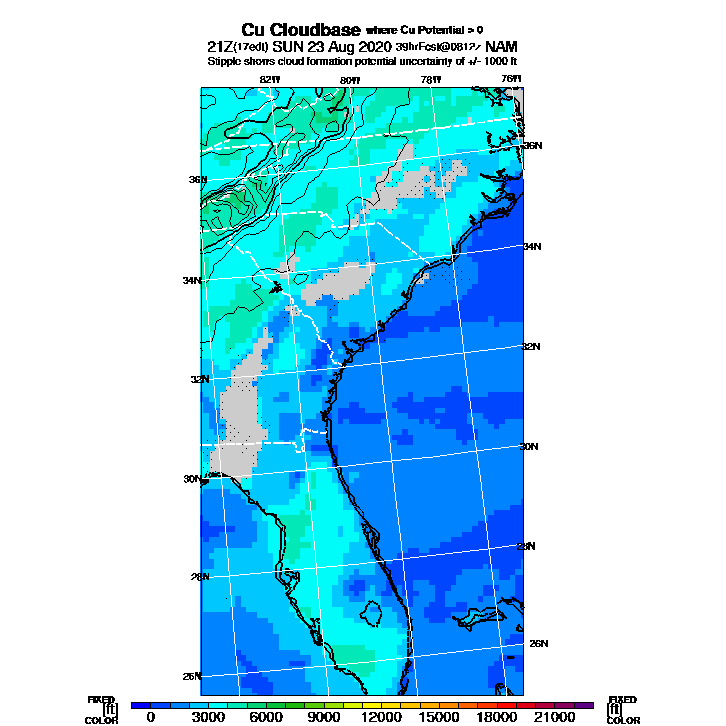 Cu Cloudbase where Cu Potential > 0
21Z(17edt) SUN 23 Aug 2020 39hrFcst@0812z NAM
Stipple shows cloud formation potential uncertainty of +/- 1000 ft
82W 80W 78W 76W
36N
36N
34N
34N
32N
32N
30N
30N
28N
28N
26N
26N
FIXED FIXED
[ft] [ft]
COLOR COLOR
0 3000 6000 9000 12000 15000 18000 21000